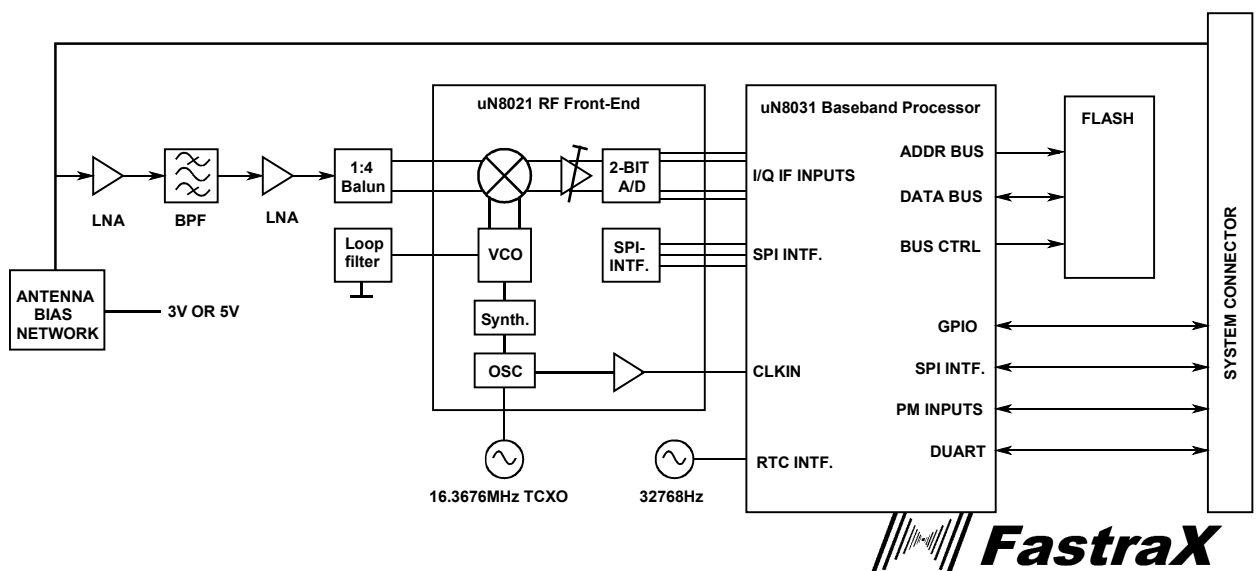 uN8021 RF Front-End
uN8031 Baseband Processor
FLASH
1:4
Balun
2-BIT
A/D
LNA
BPF
LNA
I/Q IF INPUTS
ADDR BUS
DATA BUS
BUS CTRL
Loop
filter
VCO
SPI-
INTF.
SPI INTF.
ANTENNA
BIAS
NETWORK
3V OR 5V
Synth.
OSC
CLKIN
GPIO
SPI INTF.
PM INPUTS
DUART
RTC INTF.
16.3676MHz TCXO
32768Hz
SYSTEM CONNECTOR
FastraX